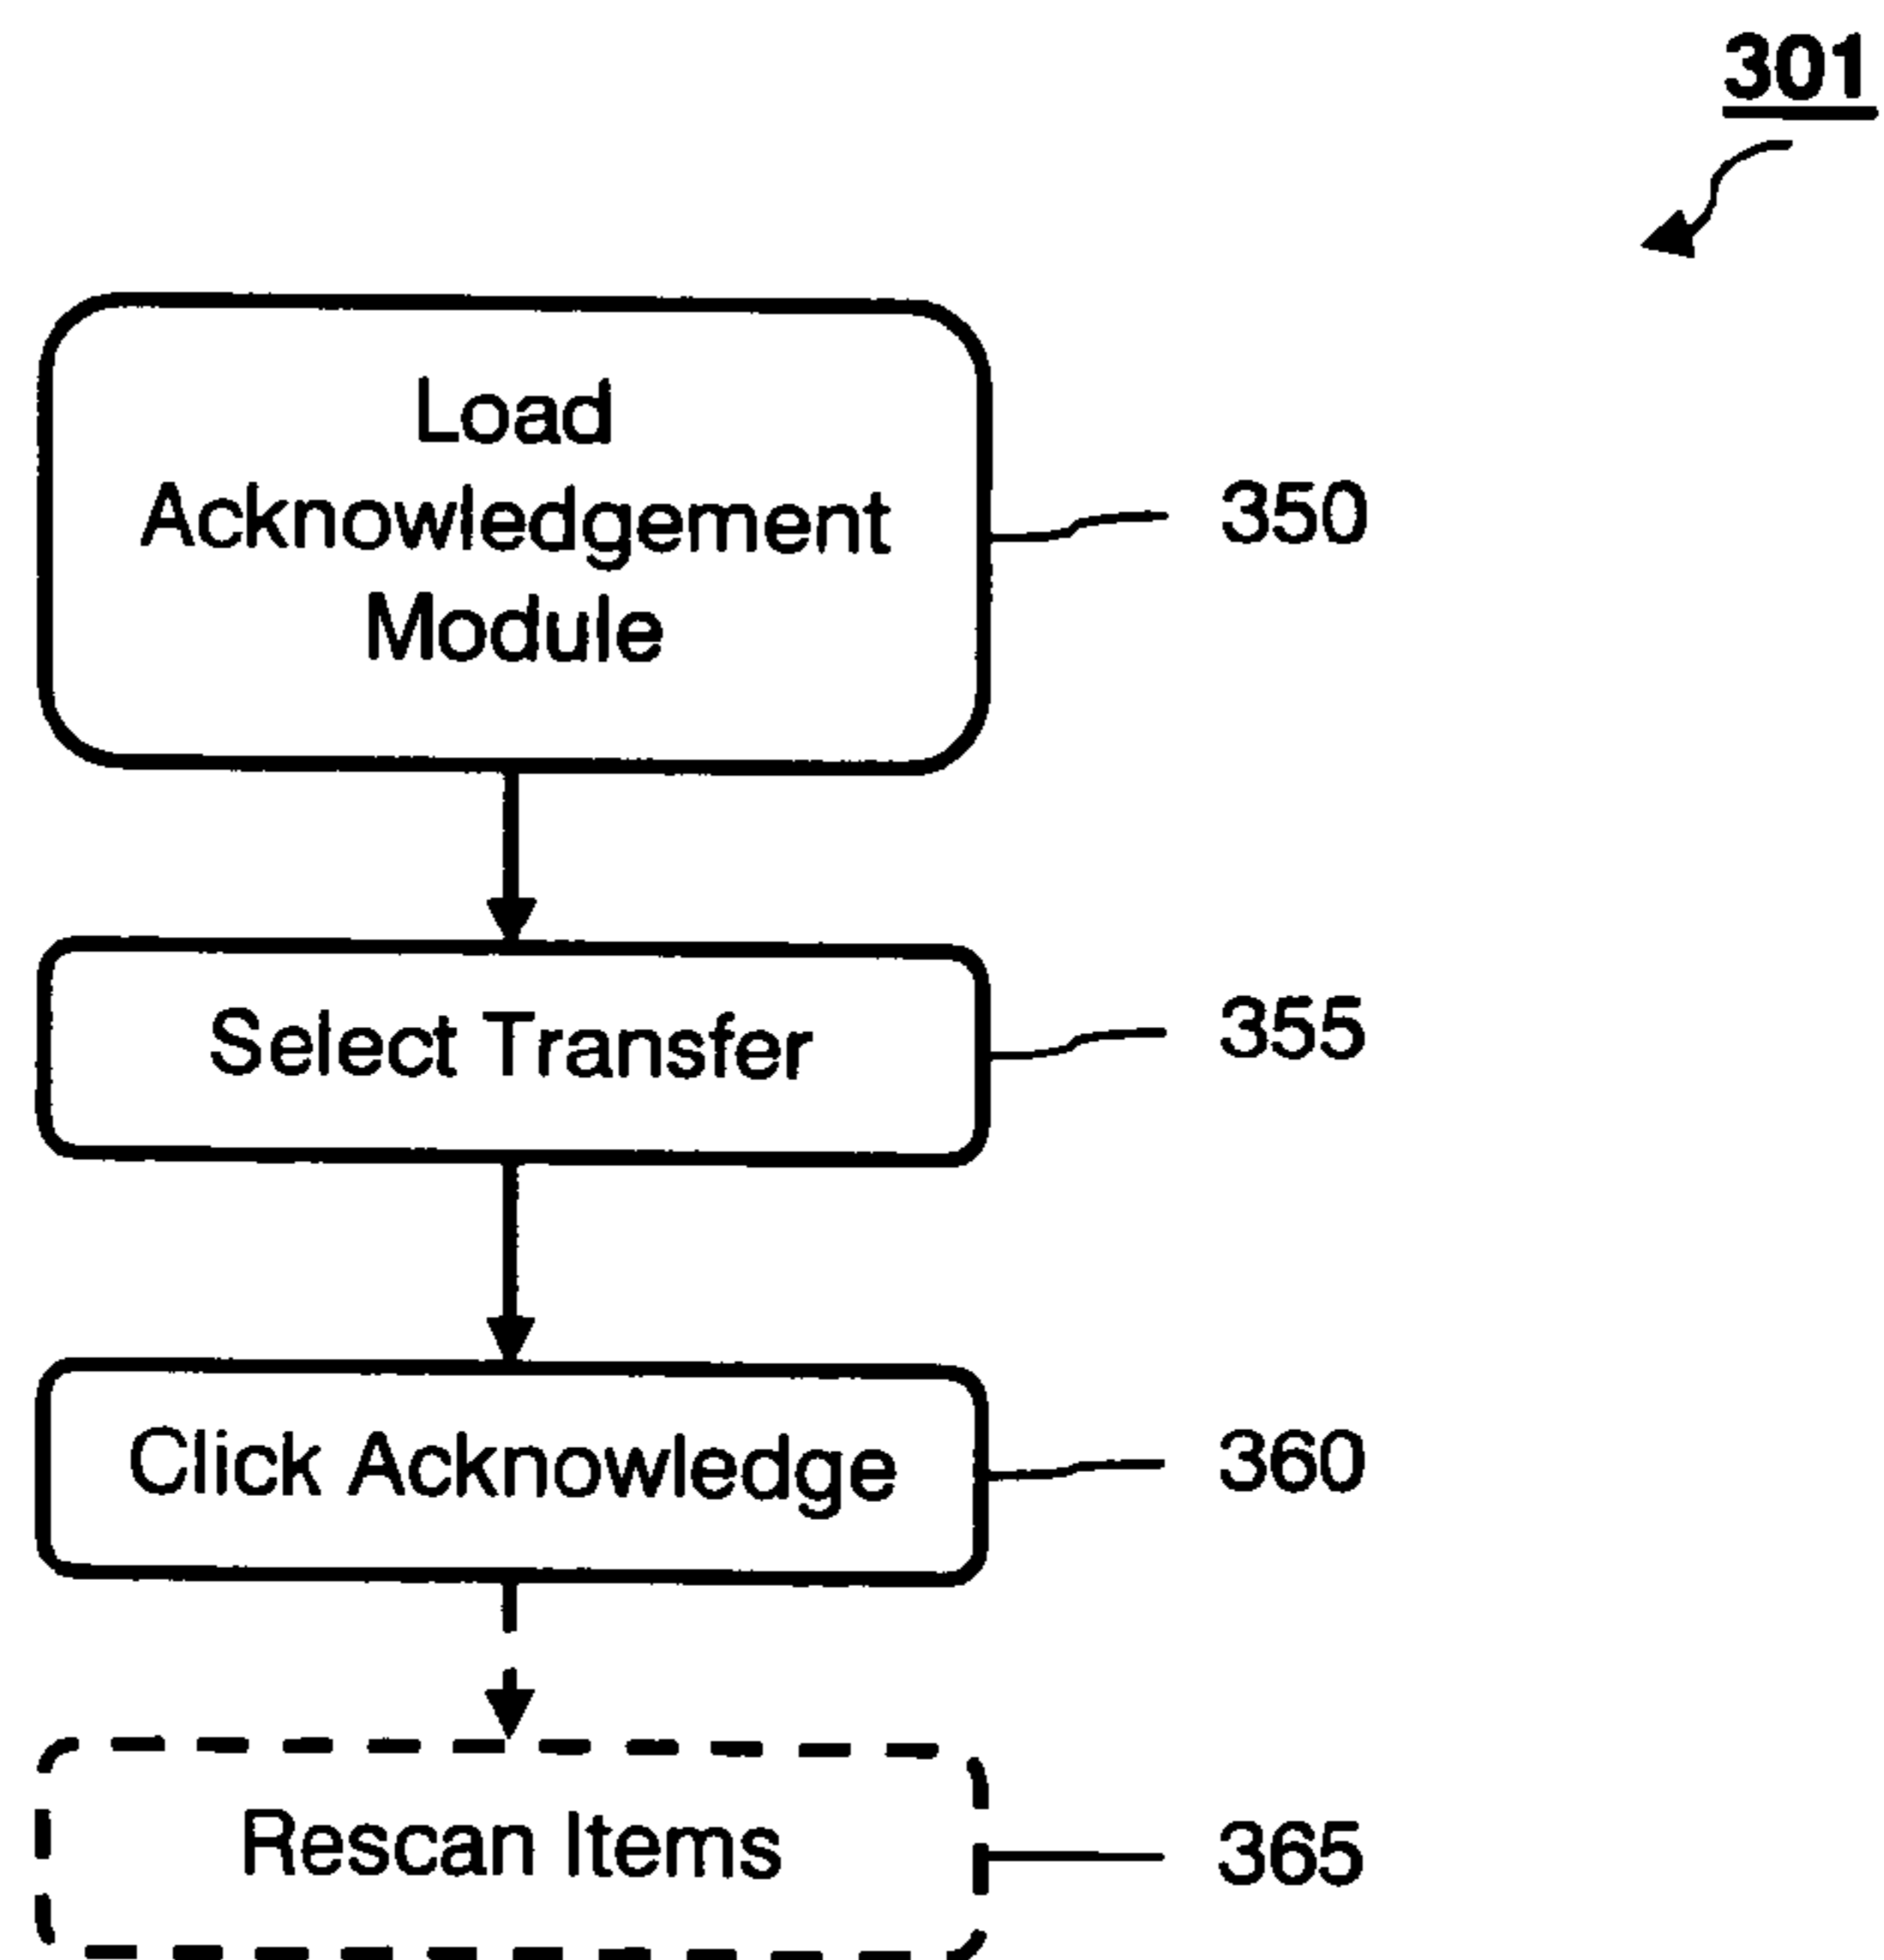 301
Load
Acknowledgement
Module
350
Select Transfer
355
Click Acknowledge
360
Rescan Items
365